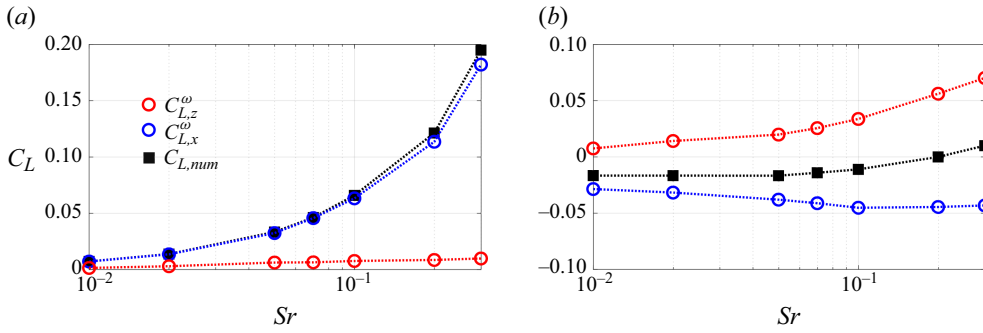 (a)
0.20
0.15
C_L 0.10
0.05
0
10⁻² 10⁻¹
Sr
C^ω_{L,z}
C^ω_{L,x}
C_{L,num}
(b)
0.10
0.05
0
−0.05
−0.10
10⁻² 10⁻¹
Sr